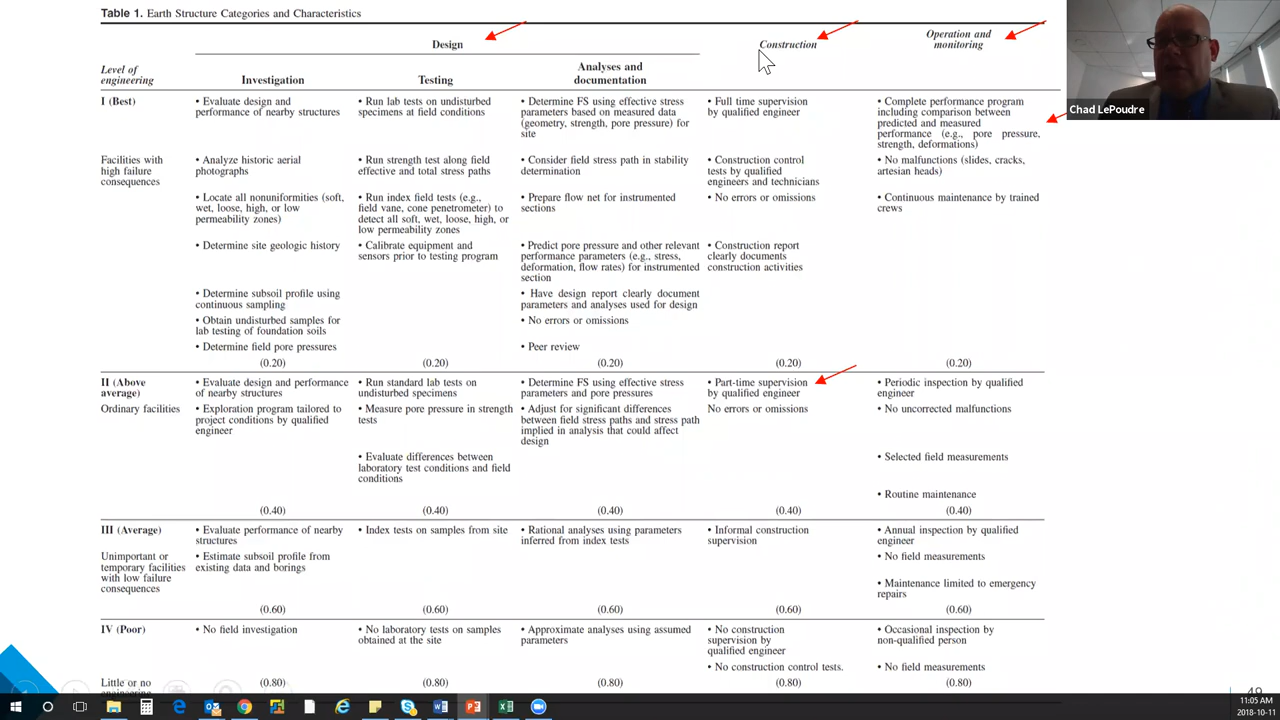 Table 1. Earth Structure Categories and Characteristics
Design
Construction
Operation and
monitoring
Level of
engineering
Investigation
Testing
Analyses and
documentation
I (Best)
• Evaluate design and
performance of nearby structures
• Run lab tests on undisturbed
specimens at field conditions
• Determine FS using effective stress
parameters based on measured data
(geometry, strength, pore pressure) for
site
• Full time supervision
by qualified engineer
• Complete performance program
including comparison between
predicted and measured
performance (e.g., pore pressure,
strength, deformations)
Facilities with
high failure
consequences
• Analyze historic aerial
photographs
• Run strength test along field
effective and total stress paths
• Consider field stress path in stability
determination
• Construction control
tests by qualified
engineers and technicians
• No malfunctions (slides, cracks,
artesian heads)
• Locate all nonuniformities (soft,
wet, loose, high, or low
permeability zones)
• Run index field tests (e.g.,
field vane, cone penetrometer) to
detect all soft, wet, loose, high, or
low permeability zones
• Prepare flow net for instrumented
sections
• No errors or omissions
• Continuous maintenance by trained
crews
• Determine site geologic history
• Calibrate equipment and
sensors prior to testing program
• Predict pore pressure and other relevant
performance parameters (e.g., stress,
deformation, flow rates) for instrumented
section
• Construction report
clearly documents
construction activities
• Determine subsoil profile using
continuous sampling
• Have design report clearly document
parameters and analyses used for design
• Obtain undisturbed samples for
lab testing of foundation soils
• No errors or omissions
• Determine field pore pressures
• Peer review
(0.20)
(0.20)
(0.20)
(0.20)
(0.20)
II (Above
average)
• Evaluate design and performance
of nearby structures
• Run standard lab tests on
undisturbed specimens
• Determine FS using effective stress
parameters and pore pressures
• Part-time supervision
by qualified engineer
• Periodic inspection by qualified
engineer
Ordinary facilities
• Exploration program tailored to
project conditions by qualified
engineer
• Measure pore pressure in strength
tests
• Adjust for significant differences
between field stress paths and stress path
implied in analysis that could affect
design
No errors or omissions
• No uncorrected malfunctions
• Evaluate differences between
laboratory test conditions and field
conditions
• Selected field measurements
• Routine maintenance
(0.40)
(0.40)
(0.40)
(0.40)
(0.40)
III (Average)
• Evaluate performance of nearby
structures
• Index tests on samples from site
• Rational analyses using parameters
inferred from index tests
• Informal construction
supervision
• Annual inspection by qualified
engineer
Unimportant or
temporary facilities
with low failure
consequences
• Estimate subsoil profile from
existing data and borings
• No field measurements
• Maintenance limited to emergency
repairs
(0.60)
(0.60)
(0.60)
(0.60)
(0.60)
IV (Poor)
• No field investigation
• No laboratory tests on samples
obtained at the site
• Approximate analyses using assumed
parameters
• No construction
supervision by
qualified engineer
• Occasional inspection by
non-qualified person
• No construction control tests.
• No field measurements
Little or no
(0.80)
(0.80)
(0.80)
(0.80)
(0.80)
Chad LePoudre
11:05 AM
2018-10-11